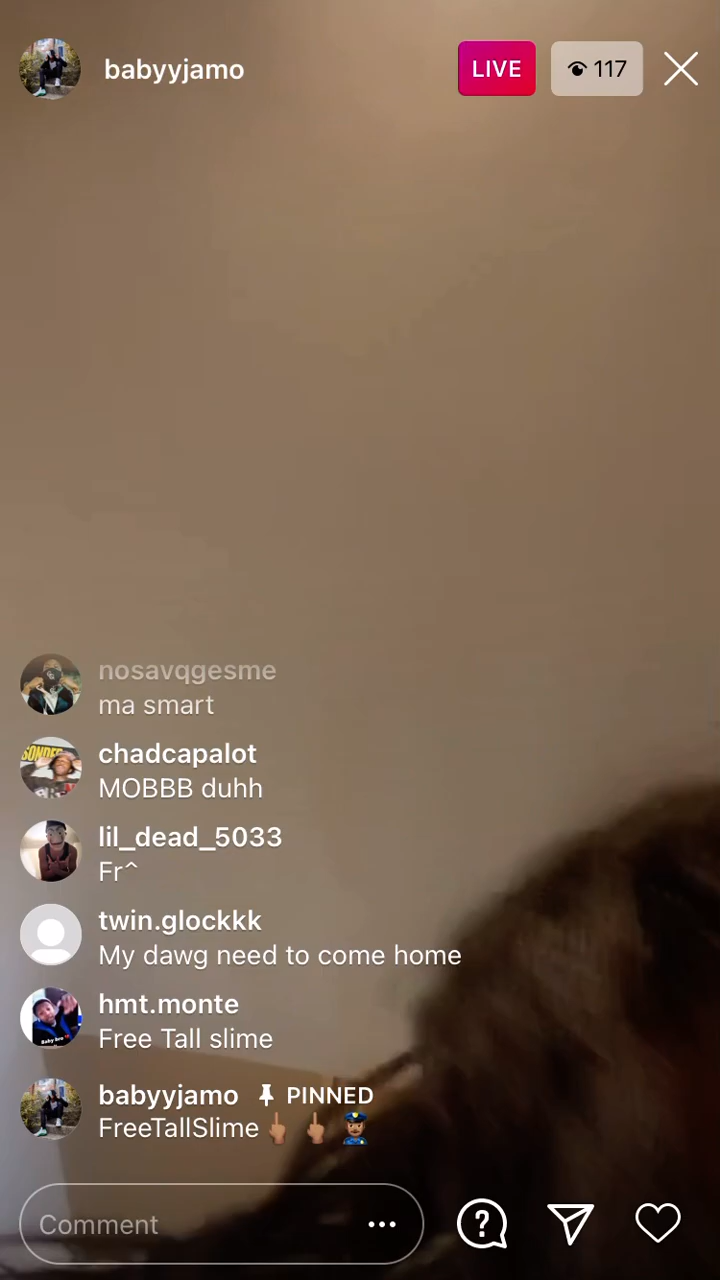 babyyjamo
LIVE
117
nosavqgesme
ma smart
chadcapalot
MOBBB duhh
SONDER
lil_dead_5033
Fr^
twin.glockkk
My dawg need to come home
hmt.monte
Free Tall slime
babyyjamo PINNED
FreeTallSlime🖕🏽🖕🏽👮🏽‍♂️
Comment